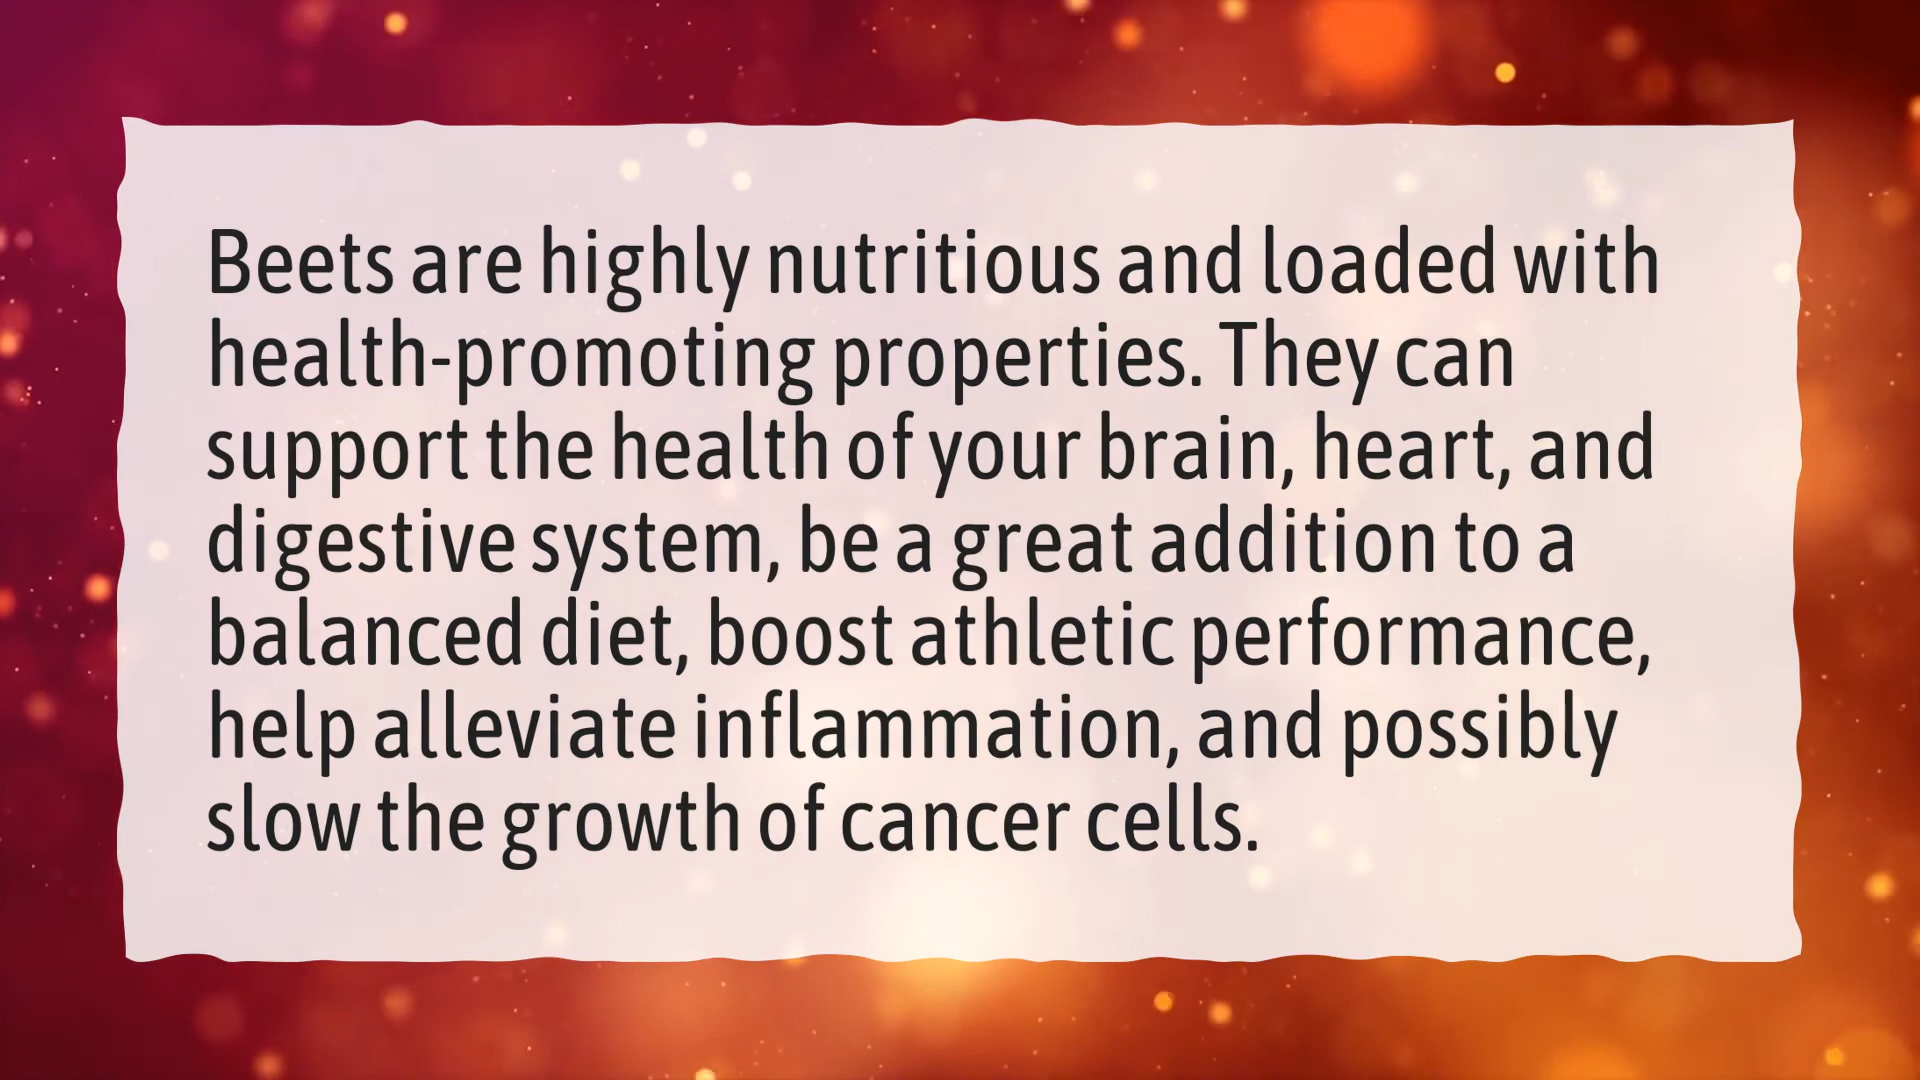 Beets are highly nutritious and loaded with
health-promoting properties. They can
support the health of your brain, heart, and
digestive system, be a great addition to a
balanced diet, boost athletic performance,
help alleviate inflammation, and possibly
slow the growth of cancer cells.